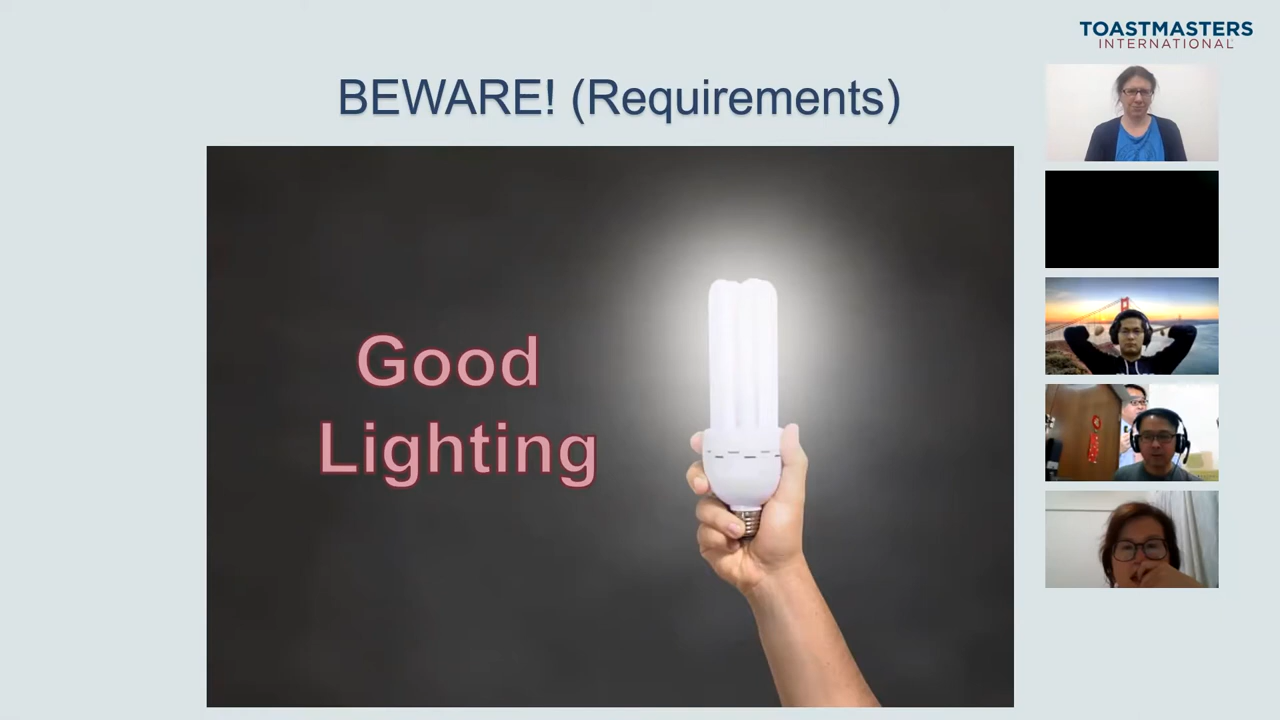 TOASTMASTERS
INTERNATIONAL
BEWARE! (Requirements)
Good
Lighting